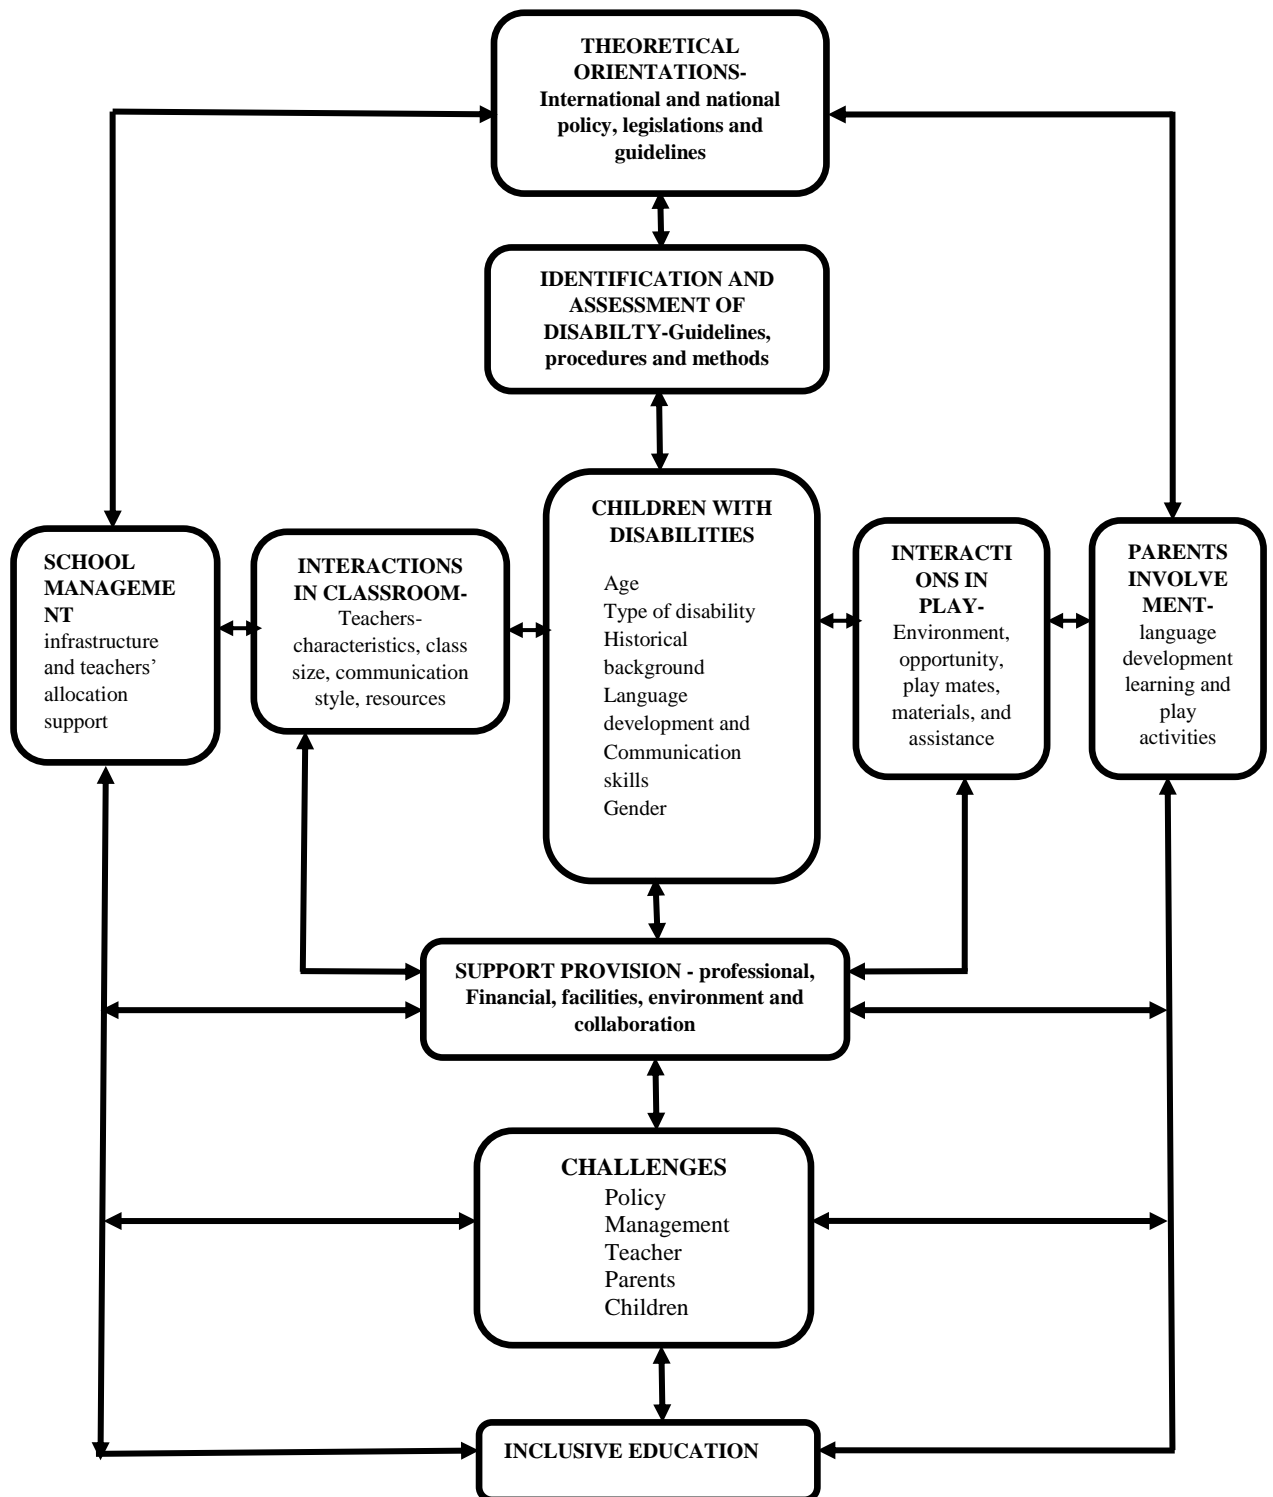 THEORETICAL
ORIENTATIONS-
International and national
policy, legislations and
guidelines
IDENTIFICATION AND
ASSESSMENT OF
DISABILTY-Guidelines,
procedures and methods
SCHOOL
MANAGEME
NT
infrastructure
and teachers’
allocation
support
INTERACTIONS
IN CLASSROOM-
Teachers-
characteristics, class
size, communication
style, resources
CHILDREN WITH
DISABILITIES
Age
Type of disability
Historical
background
Language
development and
Communication
skills
Gender
INTERACTI
ONS IN
PLAY-
Environment,
opportunity,
play mates,
materials, and
assistance
PARENTS
INVOLVE
MENT-
language
development
learning and
play
activities
SUPPORT PROVISION - professional,
Financial, facilities, environment and
collaboration
CHALLENGES
Policy
Management
Teacher
Parents
Children
INCLUSIVE EDUCATION